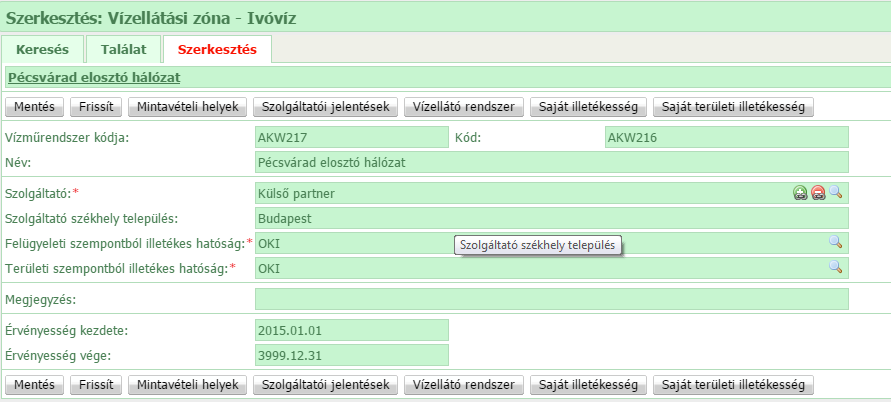 Szerkesztés: Vízellátási zóna - Ivóvíz
Keresés Találat Szerkesztés
Pécsvárad elosztó hálózat
Mentés Frissít Mintavételi helyek Szolgáltatói jelentések Vízellátó rendszer Saját illetékesség Saját területi illetékesség
Vízműrendszer kódja: AKW217 Kód: AKW216
Név: Pécsvárad elosztó hálózat
Szolgáltató:* Külső partner
Szolgáltató székhely település: Budapest
Felügyeleti szempontból illetékes hatóság:* OKI
Szolgáltató székhely település
Területi szempontból illetékes hatóság:* OKI
Megjegyzés:
Érvényesség kezdete: 2015.01.01
Érvényesség vége: 3999.12.31
Mentés Frissít Mintavételi helyek Szolgáltatói jelentések Vízellátó rendszer Saját illetékesség Saját területi illetékesség